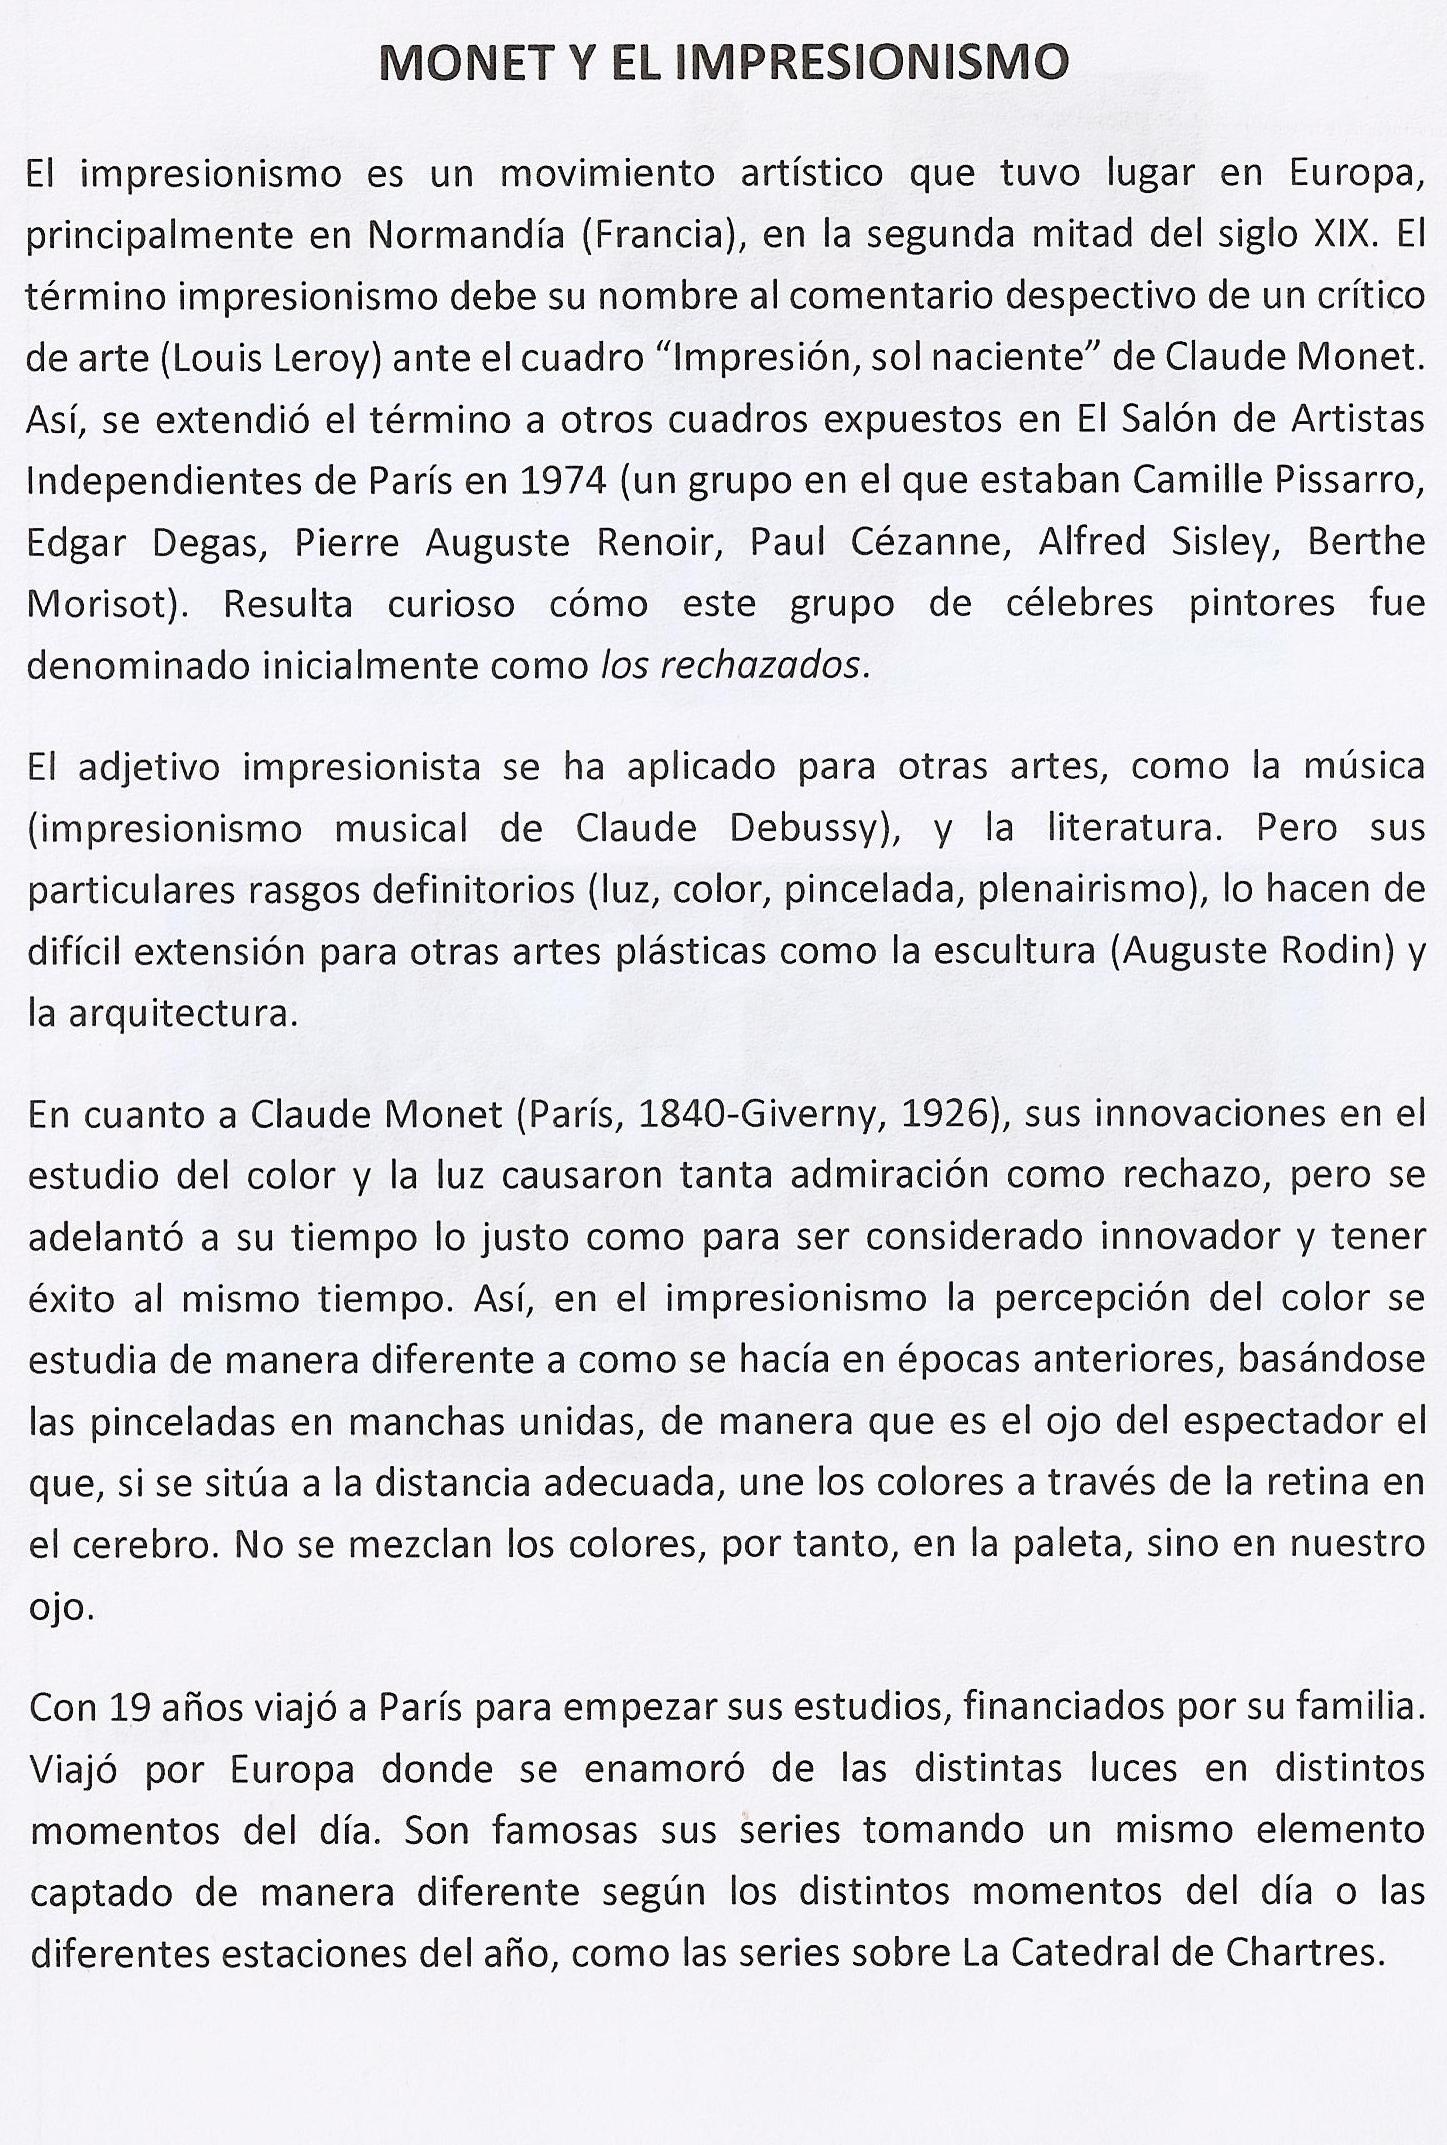 MONET Y EL IMPRESIONISMO
El impresionismo es un movimiento artístico que tuvo lugar en Europa,
principalmente en Normandía (Francia), en la segunda mitad del siglo XIX. El
término impresionismo debe su nombre al comentario despectivo de un crítico
de arte (Louis Leroy) ante el cuadro “Impresión, sol naciente” de Claude Monet.
Así, se extendió el término a otros cuadros expuestos en El Salón de Artistas
Independientes de París en 1974 (un grupo en el que estaban Camille Pissarro,
Edgar Degas, Pierre Auguste Renoir, Paul Cézanne, Alfred Sisley, Berthe
Morisot). Resulta curioso cómo este grupo de célebres pintores fue
denominado inicialmente como los rechazados.
El adjetivo impresionista se ha aplicado para otras artes, como la música
(impresionismo musical de Claude Debussy), y la literatura. Pero sus
particulares rasgos definitorios (luz, color, pincelada, plenairismo), lo hacen de
difícil extensión para otras artes plásticas como la escultura (Auguste Rodin) y
la arquitectura.
En cuanto a Claude Monet (París, 1840-Giverny, 1926), sus innovaciones en el
estudio del color y la luz causaron tanta admiración como rechazo, pero se
adelantó a su tiempo lo justo como para ser considerado innovador y tener
éxito al mismo tiempo. Así, en el impresionismo la percepción del color se
estudia de manera diferente a como se hacía en épocas anteriores, basándose
las pinceladas en manchas unidas, de manera que es el ojo del espectador el
que, si se sitúa a la distancia adecuada, une los colores a través de la retina en
el cerebro. No se mezclan los colores, por tanto, en la paleta, sino en nuestro
ojo.
Con 19 años viajó a París para empezar sus estudios, financiados por su familia.
Viajó por Europa donde se enamoró de las distintas luces en distintos
momentos del día. Son famosas sus series tomando un mismo elemento
captado de manera diferente según los distintos momentos del día o las
diferentes estaciones del año, como las series sobre La Catedral de Chartres.